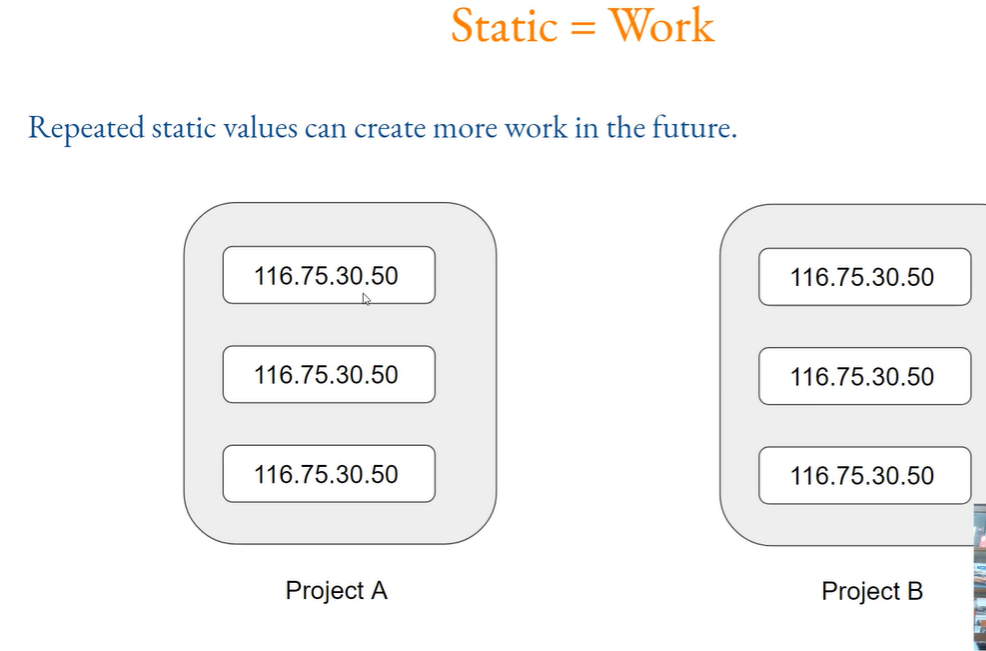 Static = Work
Repeated static values can create more work in the future.
116.75.30.50
116.75.30.50
116.75.30.50
Project A
116.75.30.50
116.75.30.50
116.75.30.50
Project B